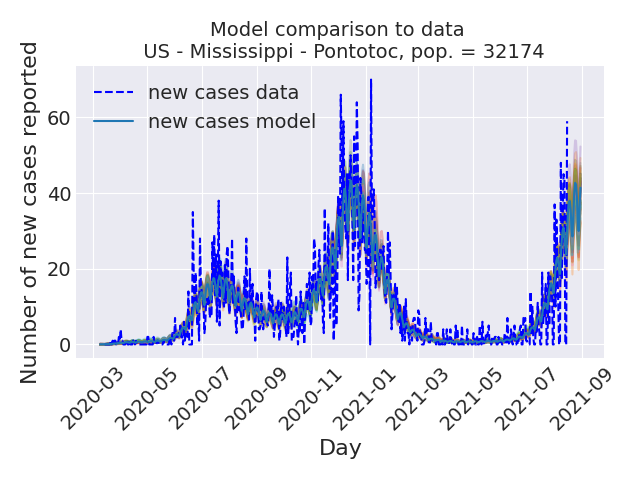 Model comparison to data
US - Mississippi - Pontotoc, pop. = 32174
Number of new cases reported
60
40
20
0
new cases data
new cases model
2020-03
2020-05
2020-07
2020-09
2020-11
2021-01
2021-03
2021-05
2021-07
2021-09
Day